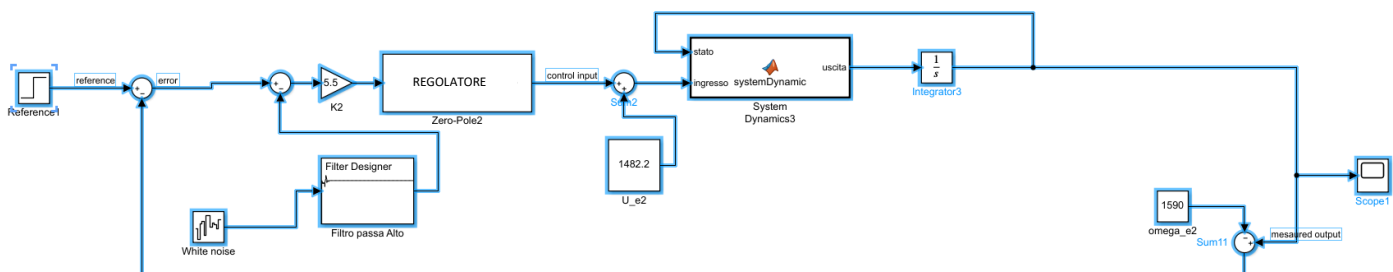 Reference1
reference
error
-5.5
K2
REGOLATORE
Zero-Pole2
control input
Sum2
stato
ingresso
systemDynamic
uscita
System
Dynamics3
1
s
Integrator3
Filter Designer
Filtro passa Alto
White noise
1482.2
U_e2
1590
omega_e2
Sum11
mesaured output
Scope1